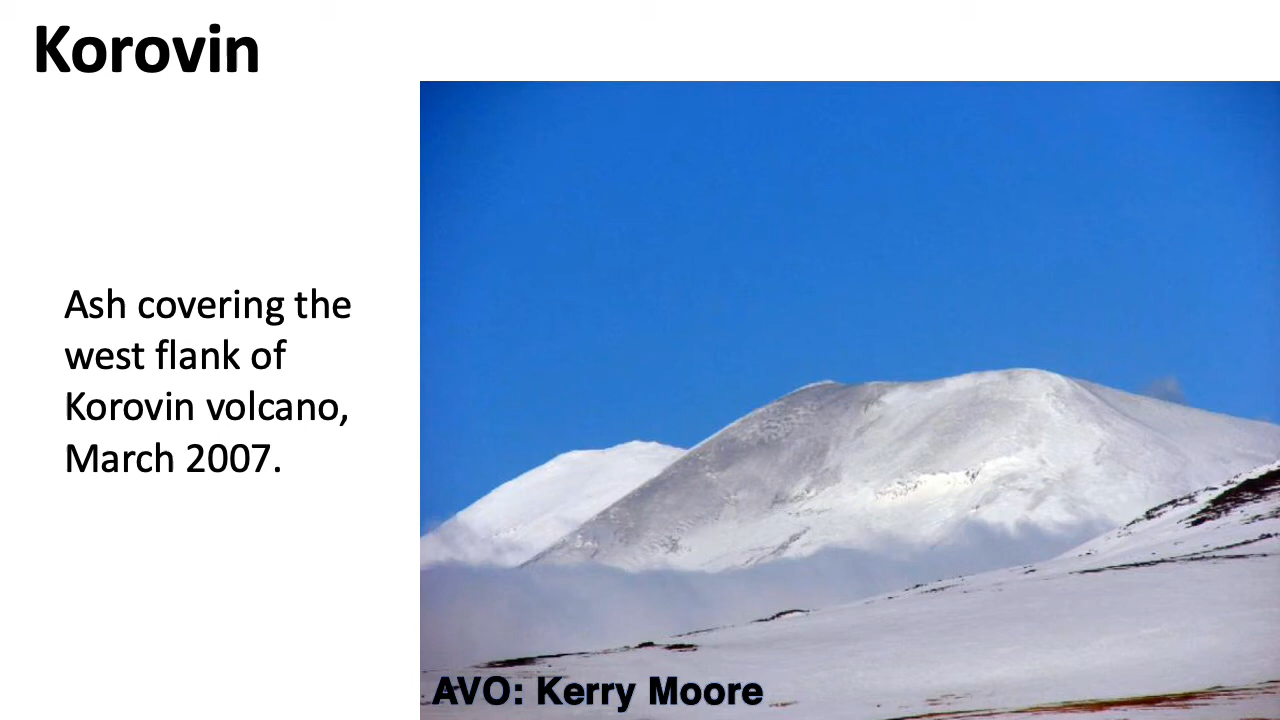 Korovin
Ash covering the
west flank of
Korovin volcano,
March 2007.
AVO: Kerry Moore